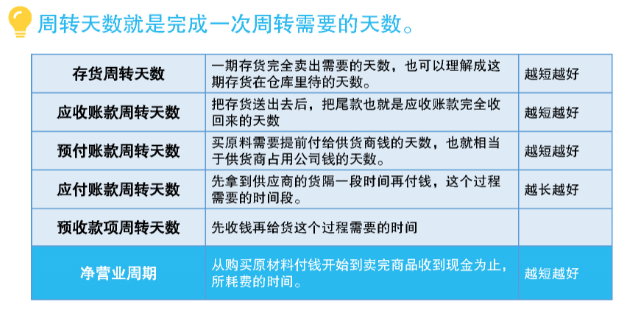 周转天数就是完成一次周转需要的天数。
存货周转天数
一期存货完全卖出需要的天数，也可以理解成这
期存货在仓库里待的天数。
越短越好
应收账款周转天数
把存货送出去后，把尾款也就是应收账款完全收
回来的天数
越短越好
预付账款周转天数
买原料需要提前付给供货商钱的天数，也就相当
于供货商占用公司钱的天数。
越短越好
应付账款周转天数
先拿到供应商的货隔一段时间再付钱，这个过程
需要的时间段。
越长越好
预收款项周转天数
先收钱再给货这个过程需要的时间
净营业周期
从购买原材料付钱开始到卖完商品收到现金为止，
所耗费的时间。
越短越好